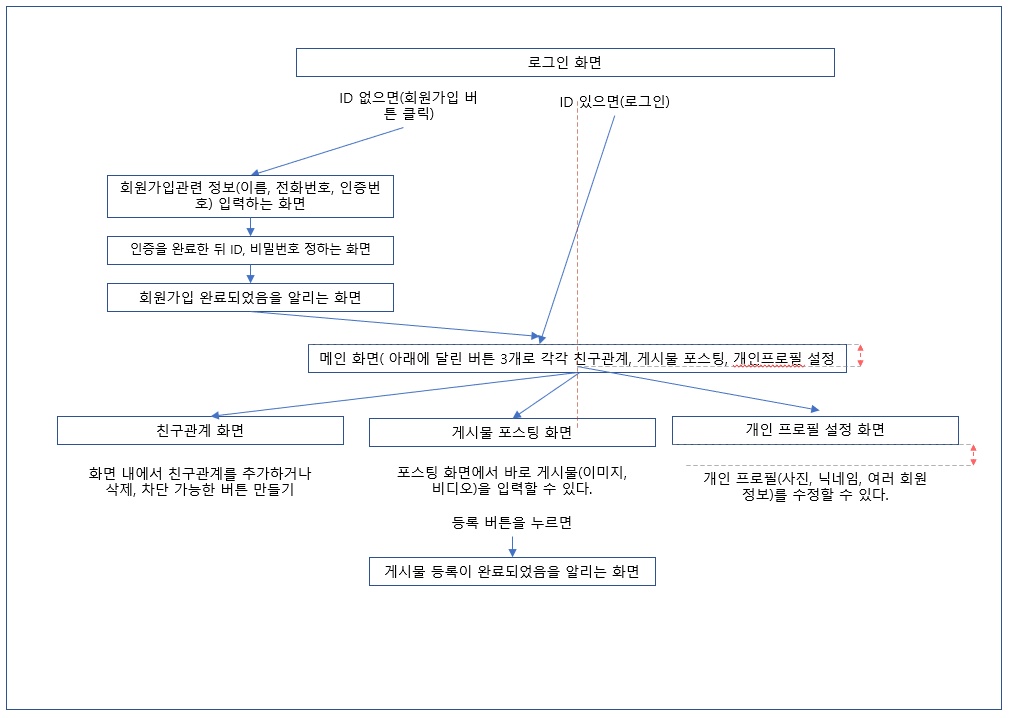 로그인 화면
ID 없으면(회원가입 버
튼 클릭)
ID 있으면(로그인)
회원가입관련 정보(이름, 전화번호, 인증번
호) 입력하는 화면
인증을 완료한 뒤 ID, 비밀번호 정하는 화면
회원가입 완료되었음을 알리는 화면
메인 화면( 아래에 달린 버튼 3개로 각각 친구관계, 게시물 포스팅, 개인프로필 설정
친구관계 화면
게시물 포스팅 화면
개인 프로필 설정 화면
화면 내에서 친구관계를 추가하거나
삭제, 차단 가능한 버튼 만들기
포스팅 화면에서 바로 게시물(이미지,
비디오)을 입력할 수 있다.
개인 프로필(사진, 닉네임, 여러 회원
정보)를 수정할 수 있다.
등록 버튼을 누르면
게시물 등록이 완료되었음을 알리는 화면